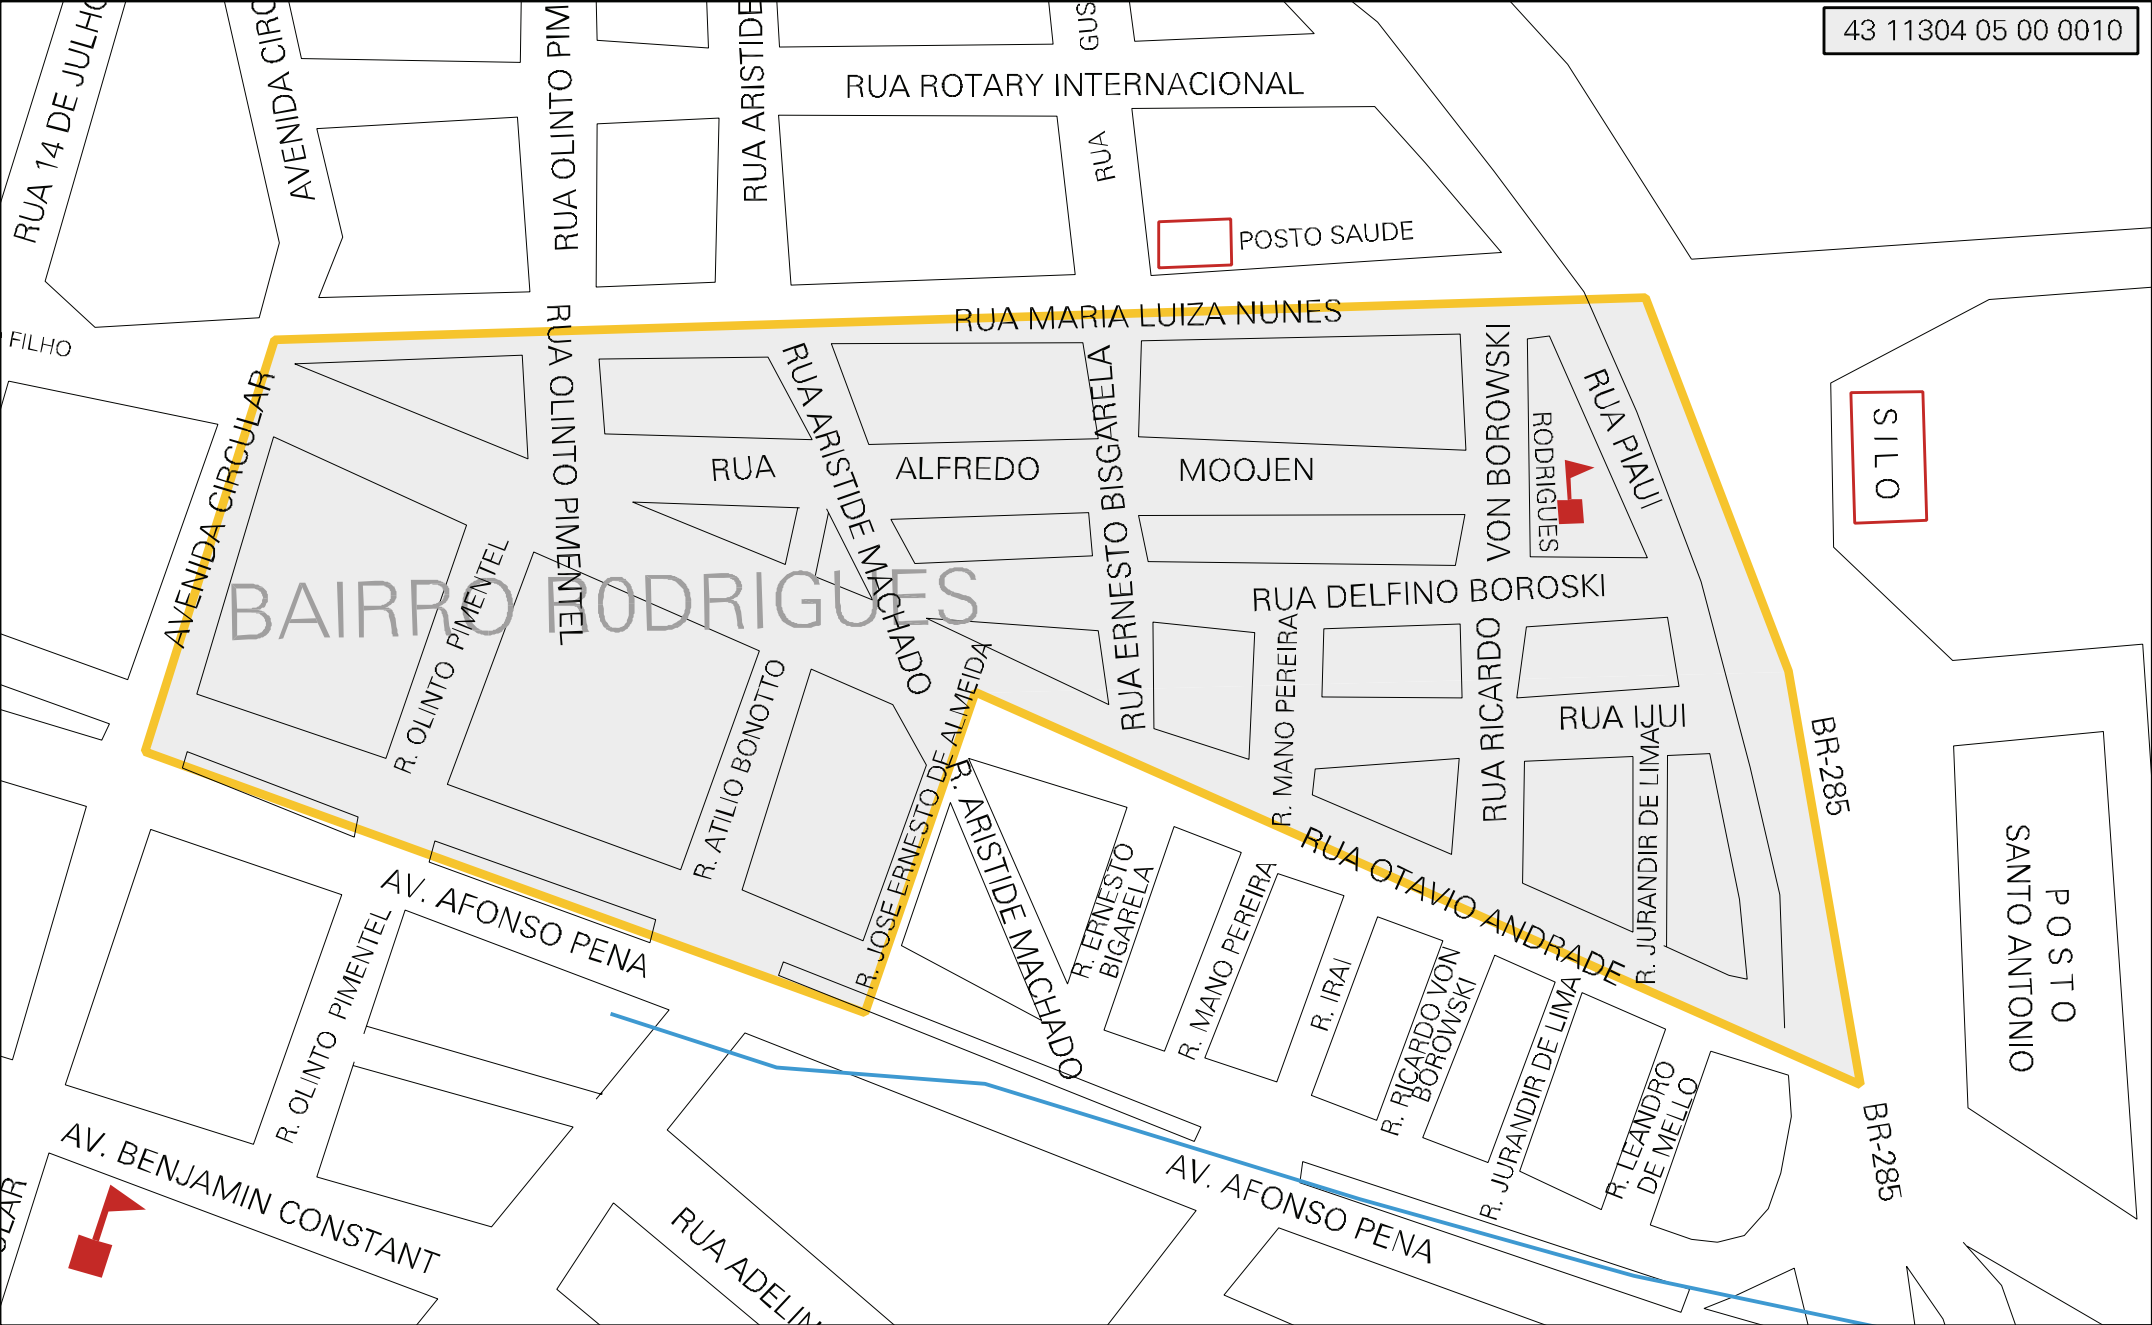 43 11304 05 00 0010
RUA 14 DE JULHO
AVENIDA CIRC
RUA OLINTO PIM
RUA ARISTIDE
GUS
RUA ROTARY INTERNACIONAL
RUA
POSTO SAUDE
RUA MARIA LUIZA NUNES
FILHO
AVENIDA CIRCULAR
RUA OLINTO PIMENTEL
RUA ARISTIDE MACHADO
RUA ERNESTO BISGARELA
VON BOROWSKI
RODRIGUES
RUA PIAUI
SILO
RUA ALFREDO MOOJEN
BAIRRO RODRIGUES
RUA DELFINO BOROSKI
R. OLINTO PIMENTEL
R. ATILIO BONOTTO
R. JOSE ERNESTO DE ALMEIDA
R. MANO PEREIRA
RUA RICARDO
RUA IJUI
R. JURANDIR DE LIMA
BR-285
POSTO
SANTO ANTONIO
RUA OTAVIO ANDRADE
R. ARISTIDE MACHADO
R. ERNESTO
BIGARELA
R. MANO PEREIRA
R. IRAI
R. RICARDO VON
BOROWSKI
R. JURANDIR DE LIMA
R. LEANDRO
DE MELLO
BR-285
AV. AFONSO PENA
R. OLINTO PIMENTEL
AV. BENJAMIN CONSTANT
RUA ADELIN
AV. AFONSO PENA